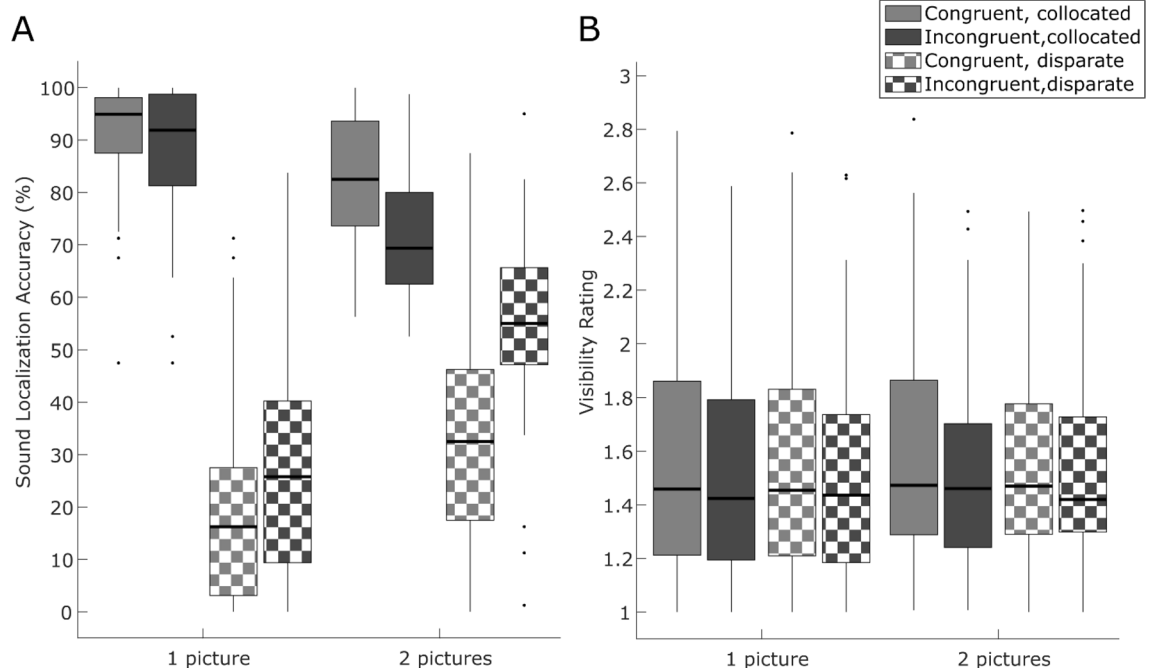 A
B
Congruent, collocated
Incongruent,collocated
Congruent, disparate
Incongruent,disparate
Sound Localization Accuracy (%)
100
90
80
70
60
50
40
30
20
10
0
1 picture
2 pictures
Visibility Rating
3
2.8
2.6
2.4
2.2
2
1.8
1.6
1.4
1.2
1
1 picture
2 pictures